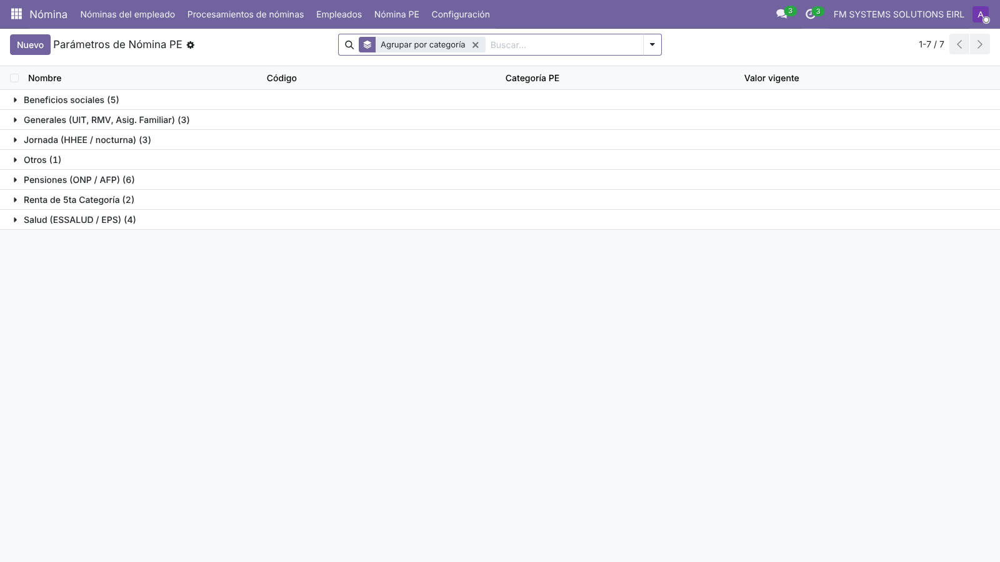 Nómina Nóminas del empleado Procesamientos de nóminas Empleados Nómina PE Configuración 3 3 FM SYSTEMS SOLUTIONS EIRL A
Nuevo Parámetros de Nómina PE Agrupar por categoría Buscar... 1-7 / 7
Nombre Código Categoría PE Valor vigente
Beneficios sociales (5)
Generales (UIT, RMV, Asig. Familiar) (3)
Jornada (HHEE / nocturna) (3)
Otros (1)
Pensiones (ONP / AFP) (6)
Renta de 5ta Categoría (2)
Salud (ESSALUD / EPS) (4)